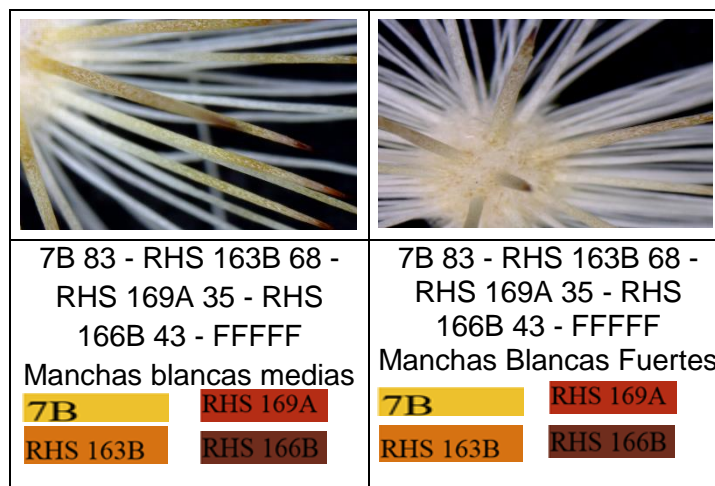 7B 83 - RHS 163B 68 -
RHS 169A 35 - RHS
166B 43 - FFFFF
Manchas blancas medias
7B
RHS 169A
RHS 163B
RHS 166B
7B 83 - RHS 163B 68 -
RHS 169A 35 - RHS
166B 43 - FFFFF
Manchas Blancas Fuertes
7B
RHS 169A
RHS 163B
RHS 166B